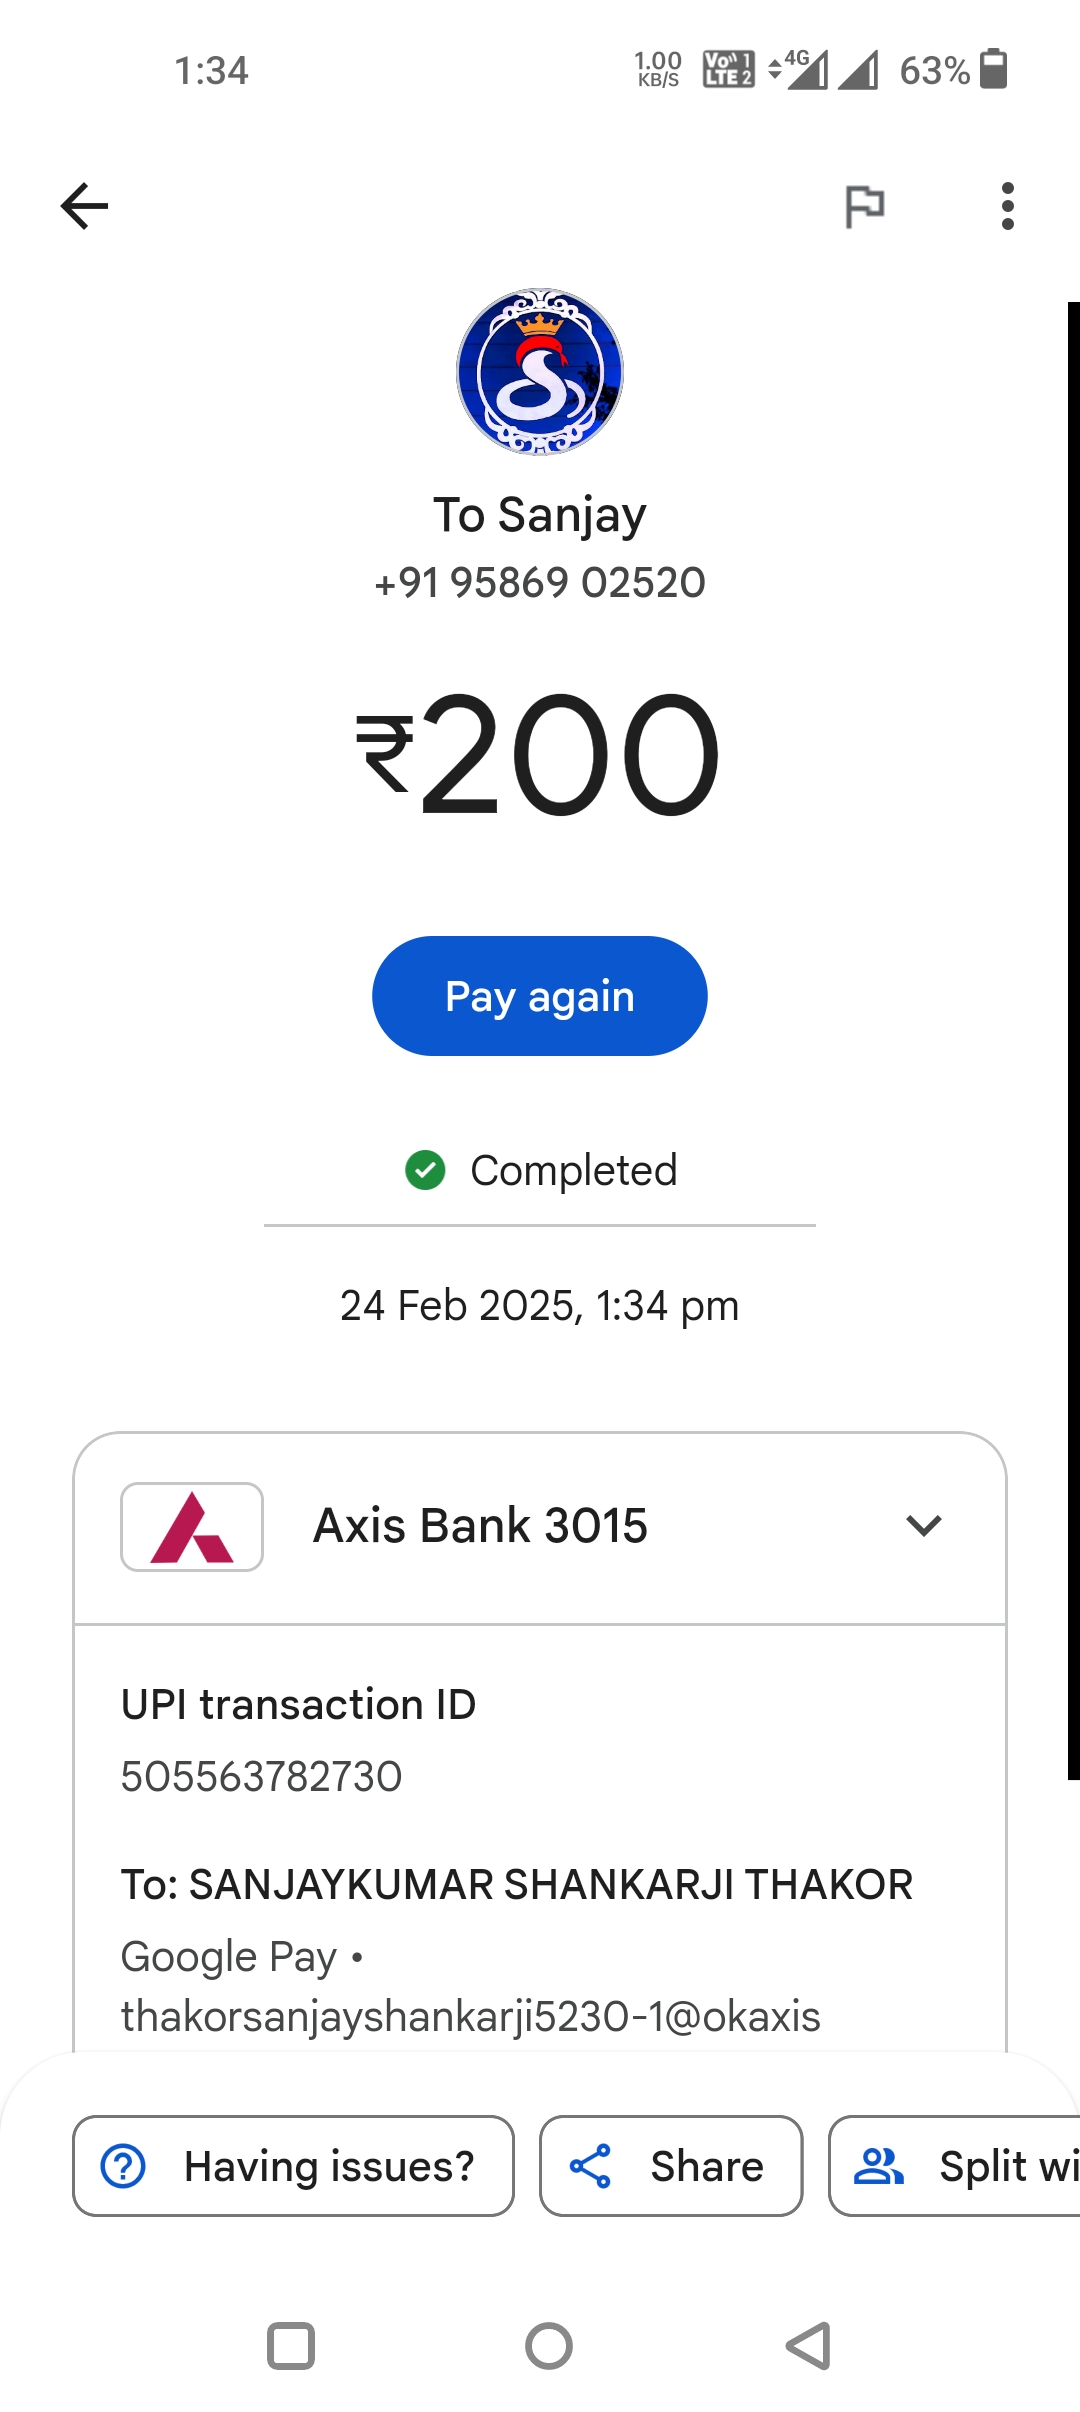 1:34
1.00 KB/S Vo 1 LTE 2 4G 63%
To Sanjay
+91 95869 02520
₹200
Pay again
Completed
24 Feb 2025, 1:34 pm
Axis Bank 3015
UPI transaction ID
505563782730
To: SANJAYKUMAR SHANKARJI THAKOR
Google Pay •
thakorsanjayshankarji5230-1@okaxis
Having issues? Share Split wi